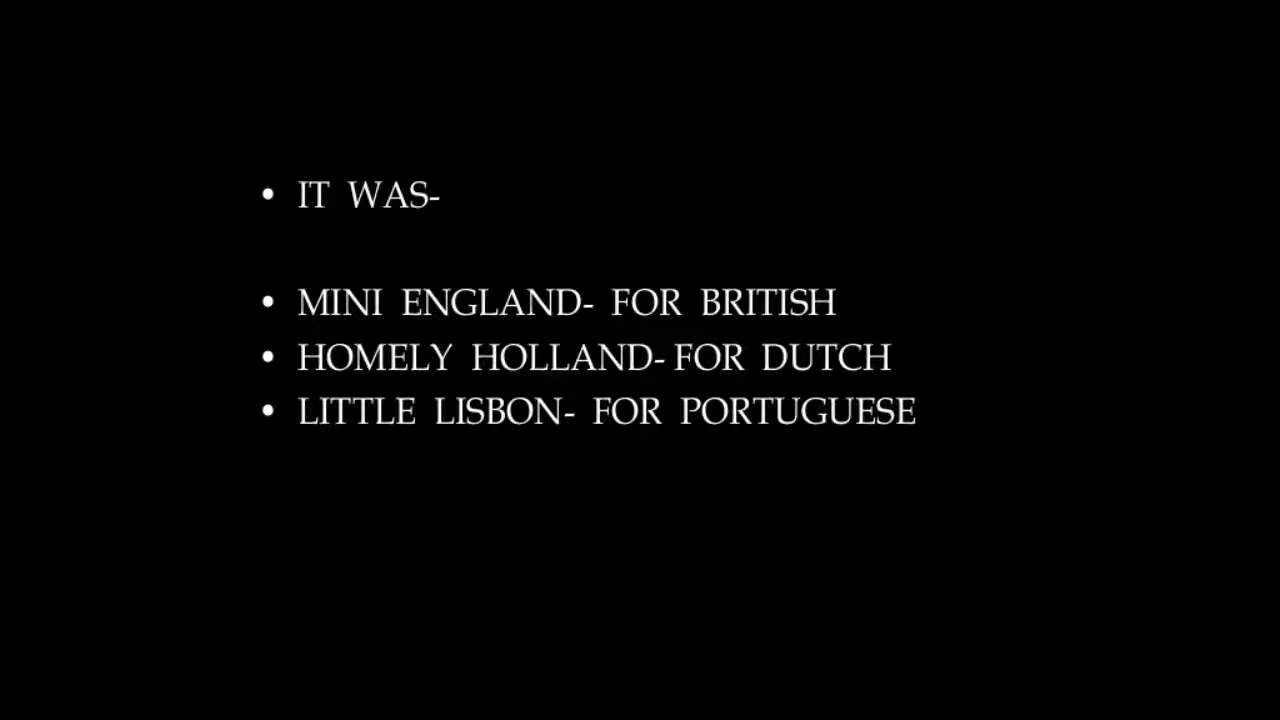 • IT WAS-
• MINI ENGLAND- FOR BRITISH
• HOMELY HOLLAND- FOR DUTCH
• LITTLE LISBON- FOR PORTUGUESE